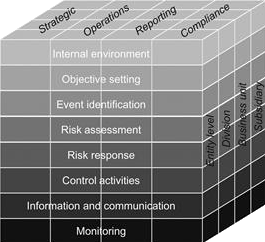 Strategic
Operations
Reporting
Compliance
Internal environment
Objective setting
Event identification
Risk assessment
Risk response
Control activities
Information and communication
Monitoring
Entity level
Division
Business unit
Subsidiary